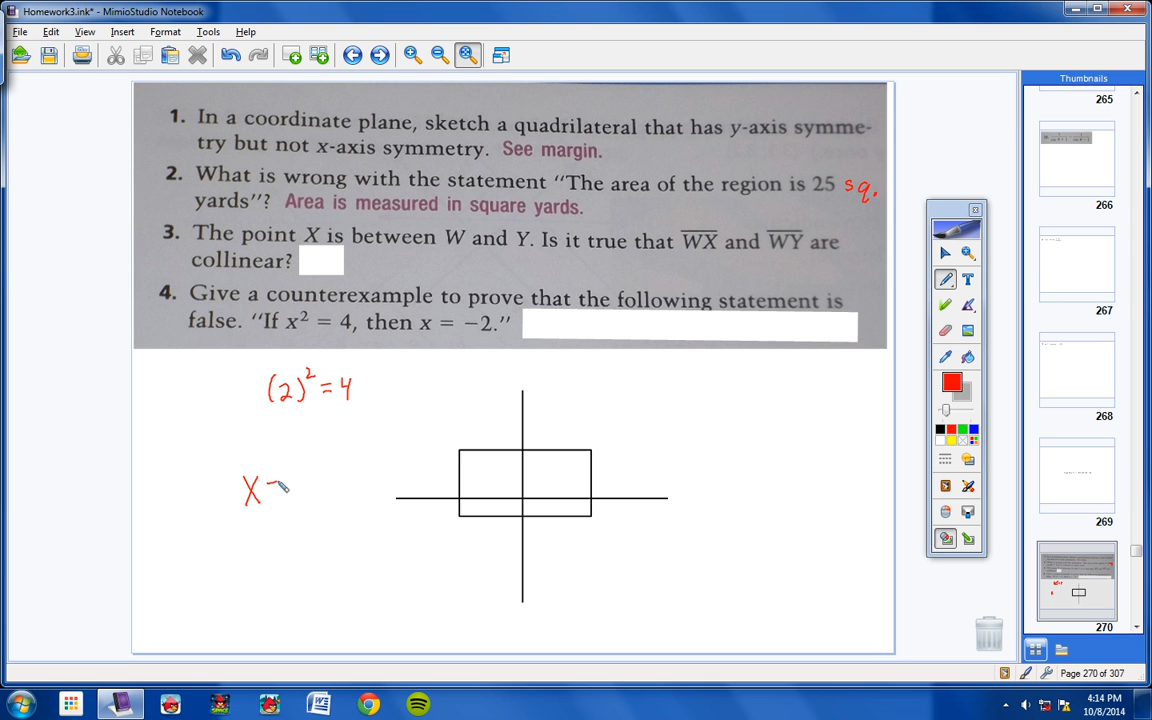 Homework3.ink* - MimioStudio Notebook
File Edit View Insert Format Tools Help
1. In a coordinate plane, sketch a quadrilateral that has y-axis symme-
try but not x-axis symmetry. See margin.
2. What is wrong with the statement "The area of the region is 25 sq.
yards"? Area is measured in square yards.
3. The point X is between W and Y. Is it true that WX and WY are
collinear?
4. Give a counterexample to prove that the following statement is
false. "If x² = 4, then x = −2."
(2)² = 4
X
T
Thumbnails
265
266
267
268
269
270
Page 270 of 307
4:14 PM
10/8/2014